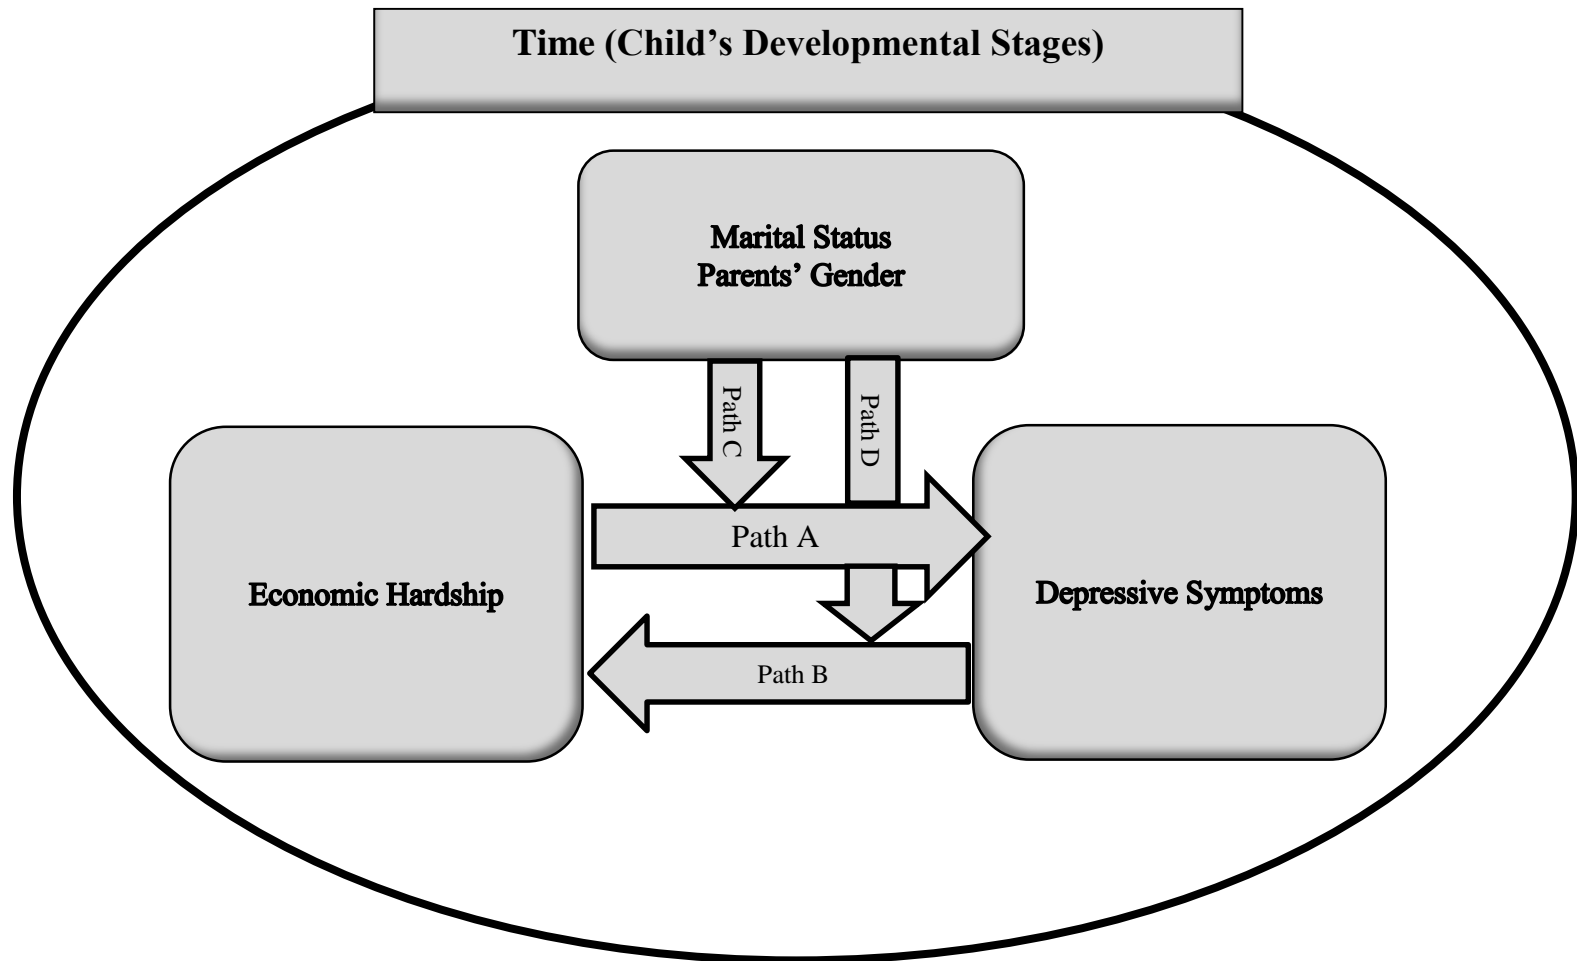 Time (Child’s Developmental Stages)
Marital Status
Parents’ Gender
Path C
Path D
Path A
Economic Hardship
Depressive Symptoms
Path B